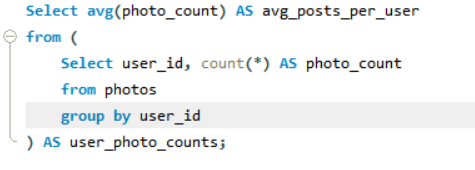 Select avg(photo_count) AS avg_posts_per_user
from (
Select user_id, count(*) AS photo_count
from photos
group by user_id
) AS user_photo_counts;